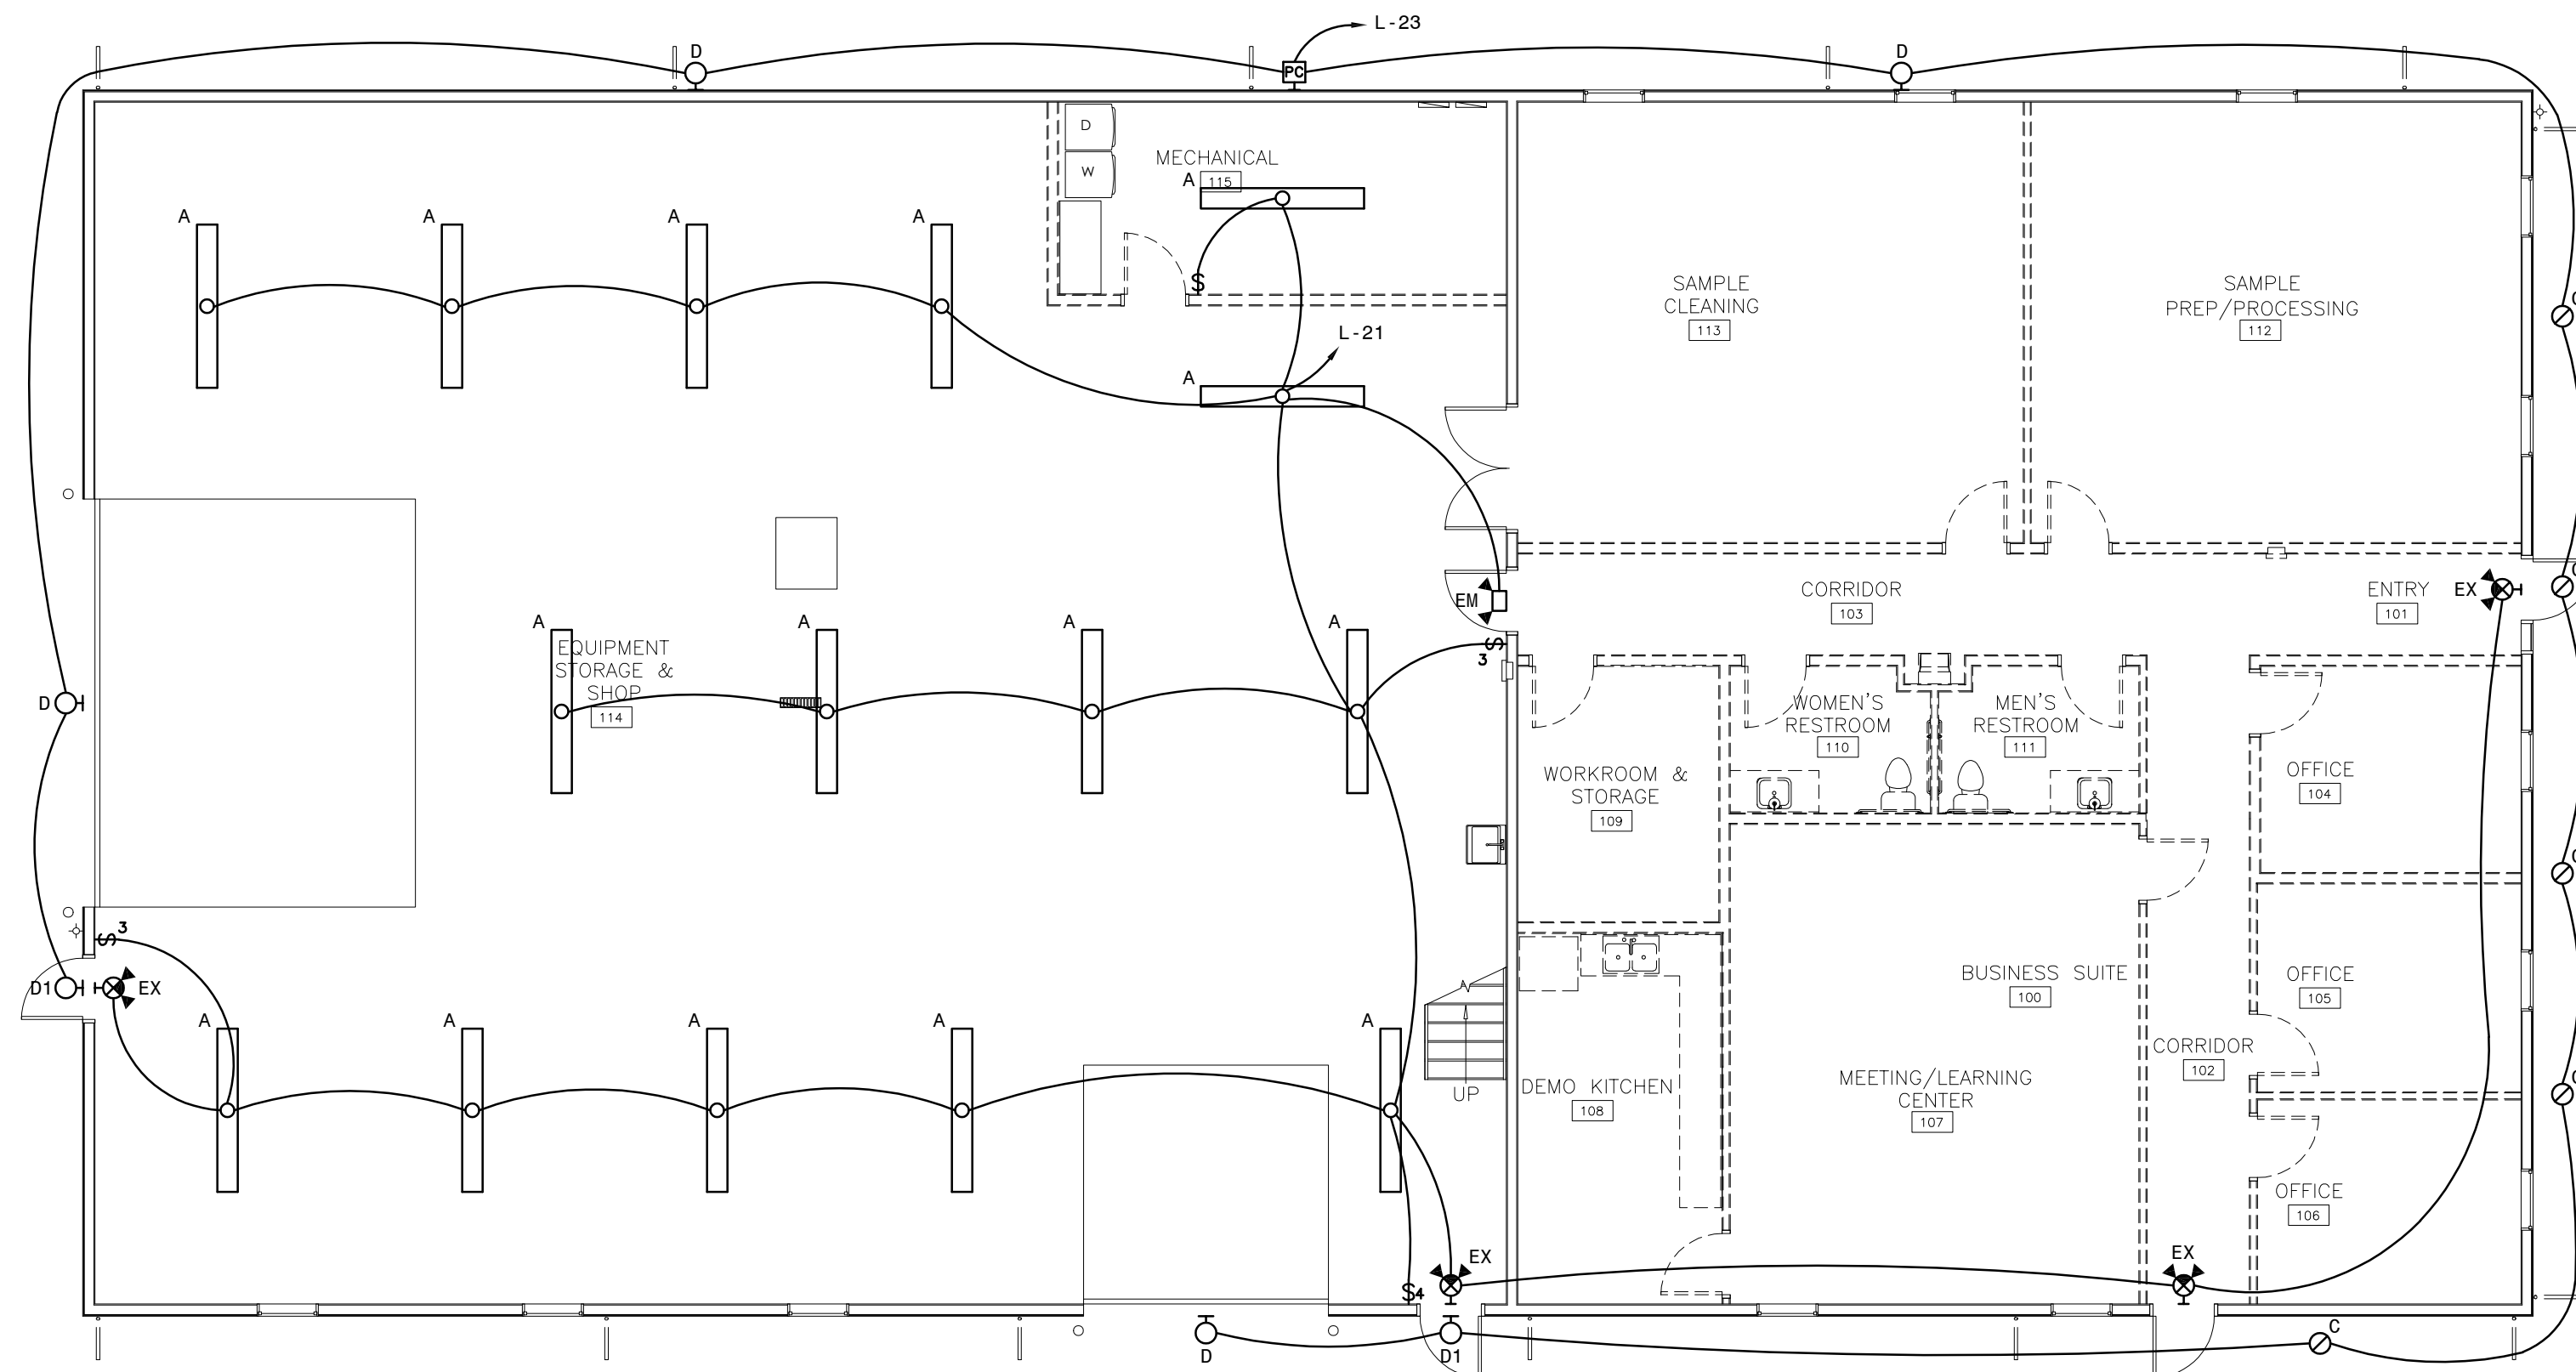 L-23
D
PC
D
D
MECHANICAL
W
A
115
A
A
A
A
$
SAMPLE
CLEANING
113
SAMPLE
PREP/PROCESSING
112
L-21
A
EM
CORRIDOR
103
ENTRY
101
EX
A
A
A
A
EQUIPMENT
STORAGE &
SHOP
114
$
3
D
WOMEN'S
RESTROOM
110
MEN'S
RESTROOM
111
WORKROOM &
STORAGE
109
OFFICE
104
$
3
D1
EX
BUSINESS SUITE
100
OFFICE
105
A
A
A
A
A
UP
DEMO KITCHEN
108
MEETING/LEARNING
CENTER
107
CORRIDOR
102
OFFICE
106
EX
EX
$4
D
D1
C